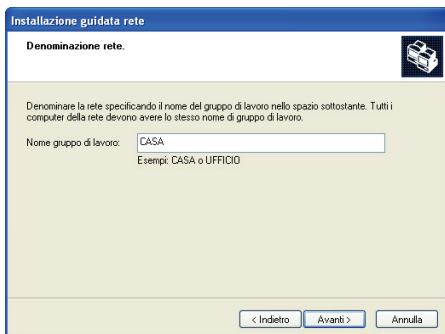 Installazione guidata rete
Denominazione rete.
Denominare la rete specificando il nome del gruppo di lavoro nello spazio sottostante. Tutti i
computer della rete devono avere lo stesso nome di gruppo di lavoro.
Nome gruppo di lavoro: CASA
Esempi: CASA o UFFICIO
< Indietro Avanti > Annulla